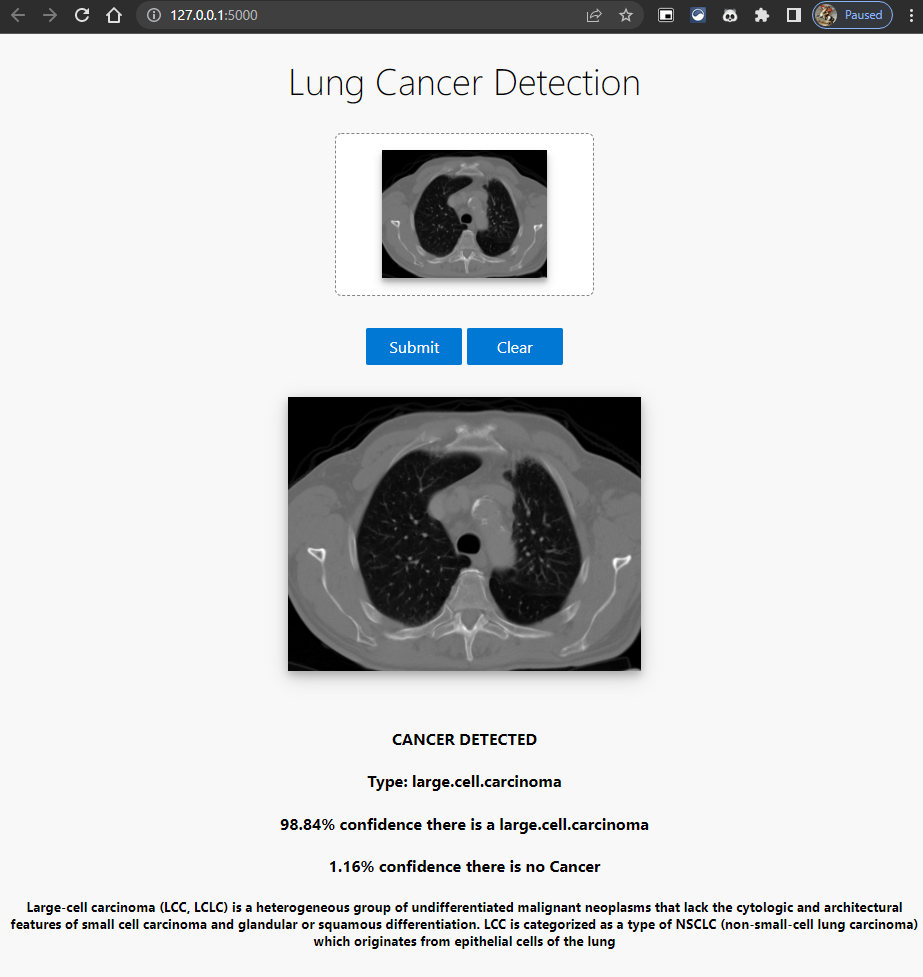 127.0.0.1:5000
Paused
Lung Cancer Detection
Submit
Clear
CANCER DETECTED
Type: large.cell.carcinoma
98.84% confidence there is a large.cell.carcinoma
1.16% confidence there is no Cancer
Large-cell carcinoma (LCC, LCLC) is a heterogeneous group of undifferentiated malignant neoplasms that lack the cytologic and architectural
features of small cell carcinoma and glandular or squamous differentiation. LCC is categorized as a type of NSCLC (non-small-cell lung carcinoma)
which originates from epithelial cells of the lung